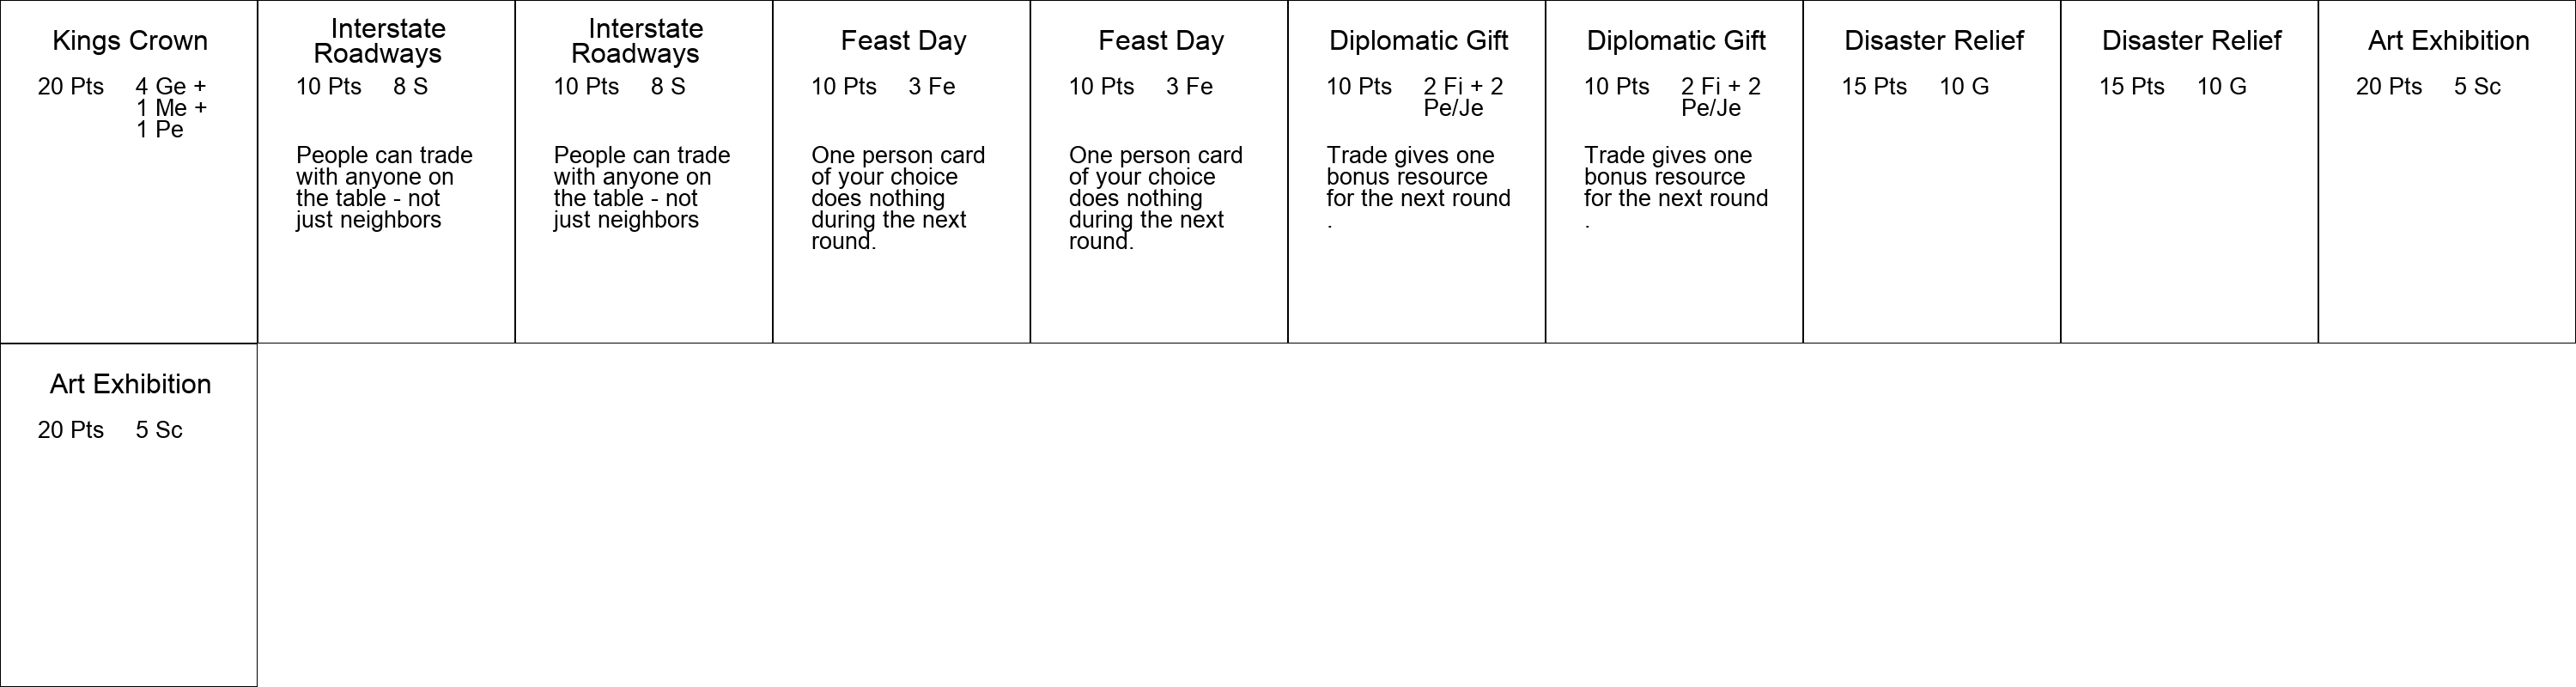 Kings Crown
20 Pts
4 Ge +
1 Me +
1 Pe
Interstate
Roadways
10 Pts
8 S
People can trade
with anyone on
the table - not
just neighbors
Interstate
Roadways
10 Pts
8 S
People can trade
with anyone on
the table - not
just neighbors
Feast Day
10 Pts
3 Fe
One person card
of your choice
does nothing
during the next
round.
Feast Day
10 Pts
3 Fe
One person card
of your choice
does nothing
during the next
round.
Diplomatic Gift
10 Pts
2 Fi + 2
Pe/Je
Trade gives one
bonus resource
for the next round
.
Diplomatic Gift
10 Pts
2 Fi + 2
Pe/Je
Trade gives one
bonus resource
for the next round
.
Disaster Relief
15 Pts
10 G
Disaster Relief
15 Pts
10 G
Art Exhibition
20 Pts
5 Sc
Art Exhibition
20 Pts
5 Sc